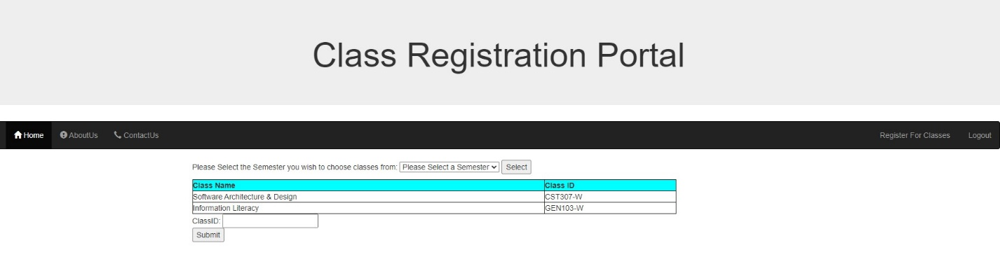 Class Registration Portal
Home AboutUs ContactUs Register For Classes Logout
Please Select the Semester you wish to choose classes from: Please Select a Semester Select
Class Name Class ID
Software Architecture & Design CST307-W
Information Literacy GEN103-W
ClassID:
Submit